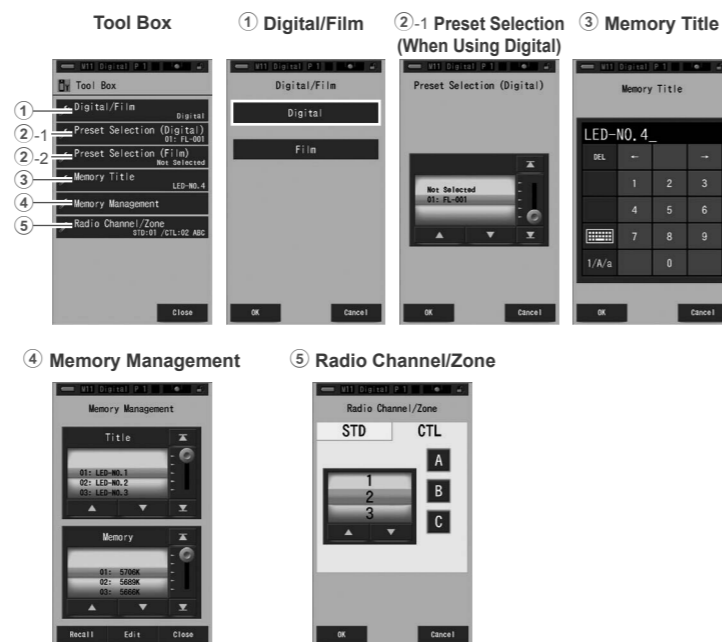 Tool Box
① Digital/Film
②-1 Preset Selection
(When Using Digital)
③ Memory Title
Tool Box
① Digital/Film
Digital
②-1 Preset Selection (Digital)
01: FL-001
②-2 Preset Selection (Film)
Not Selected
③ Memory Title
LED-NO.4
④ Memory Management
⑤ Radio Channel/Zone
STD:01 /CTL:02 ABC
Close
Digital/Film
Digital
Film
OK Cancel
Preset Selection (Digital)
Not Selected
01: FL-001
OK Cancel
Memory Title
LED-NO.4_
DEL ← →
1 2 3
4 5 6
7 8 9
1/A/a 0
OK Cancel
④ Memory Management
Memory Management
Title
01: LED-NO.1
02: LED-NO.2
03: LED-NO.3
Memory
01: 5706K
02: 5689K
03: 5666K
Recall Edit Close
⑤ Radio Channel/Zone
Radio Channel/Zone
STD CTL
1
2
3
A
B
C
OK Cancel